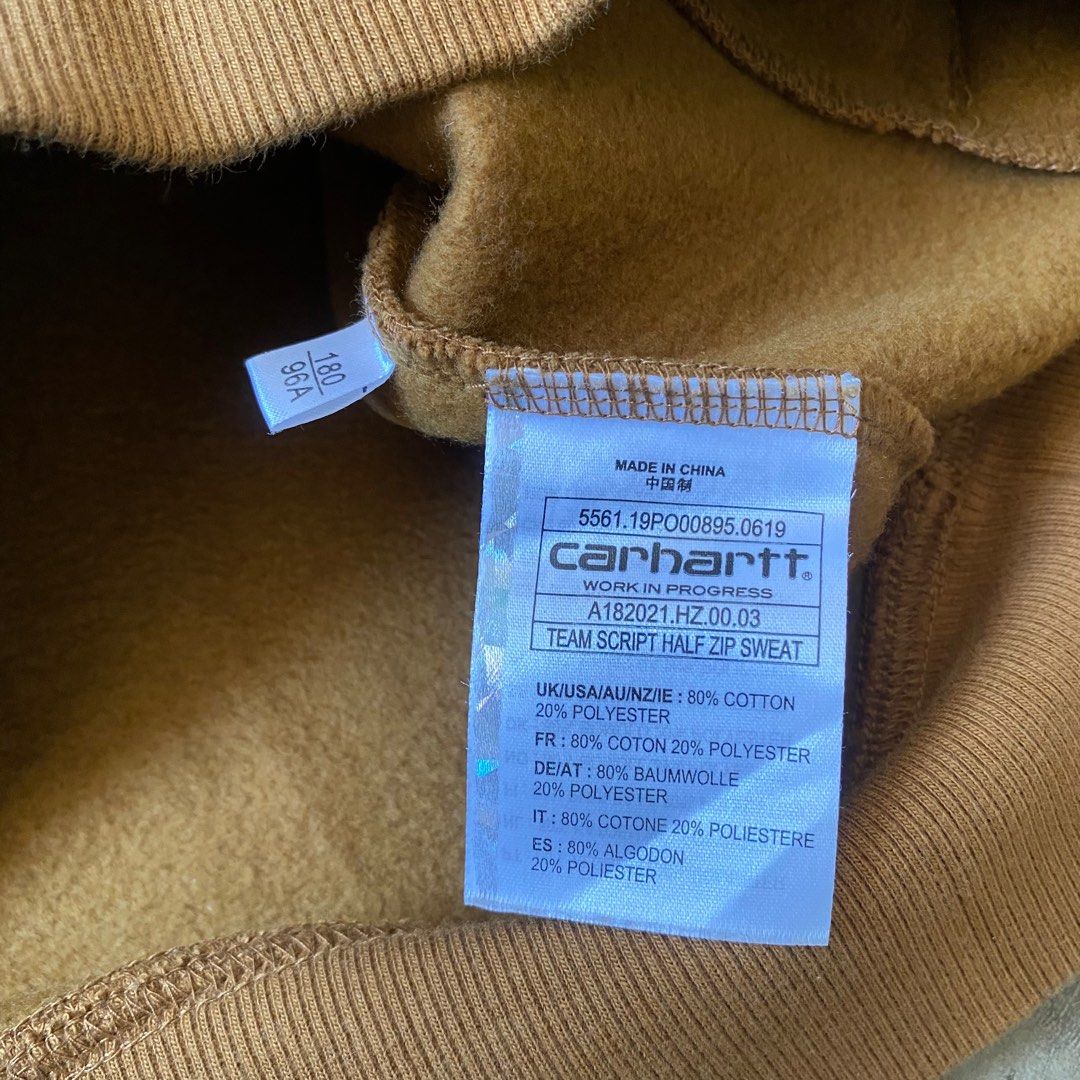 180
96A
MADE IN CHINA
中国制
5561.19PO00895.0619
carhartt®
WORK IN PROGRESS
A182021.HZ.00.03
TEAM SCRIPT HALF ZIP SWEAT
UK/USA/AU/NZ/IE : 80% COTTON
20% POLYESTER
FR : 80% COTON 20% POLYESTER
DE/AT : 80% BAUMWOLLE
20% POLYESTER
IT : 80% COTONE 20% POLIESTERE
ES : 80% ALGODON
20% POLIESTER